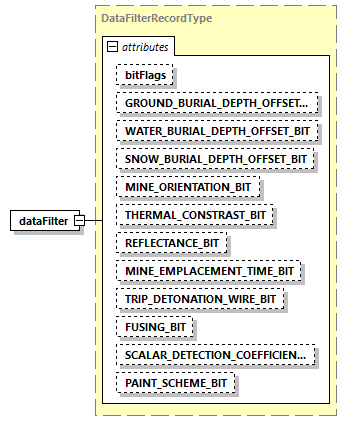 DataFilterRecordType
attributes
bitFlags
GROUND_BURIAL_DEPTH_OFFSET...
WATER_BURIAL_DEPTH_OFFSET_BIT
SNOW_BURIAL_DEPTH_OFFSET_BIT
MINE_ORIENTATION_BIT
dataFilter
THERMAL_CONSTRAST_BIT
REFLECTANCE_BIT
MINE_EMPLACEMENT_TIME_BIT
TRIP_DETONATION_WIRE_BIT
FUSING_BIT
SCALAR_DETECTION_COEFFICIEN...
PAINT_SCHEME_BIT